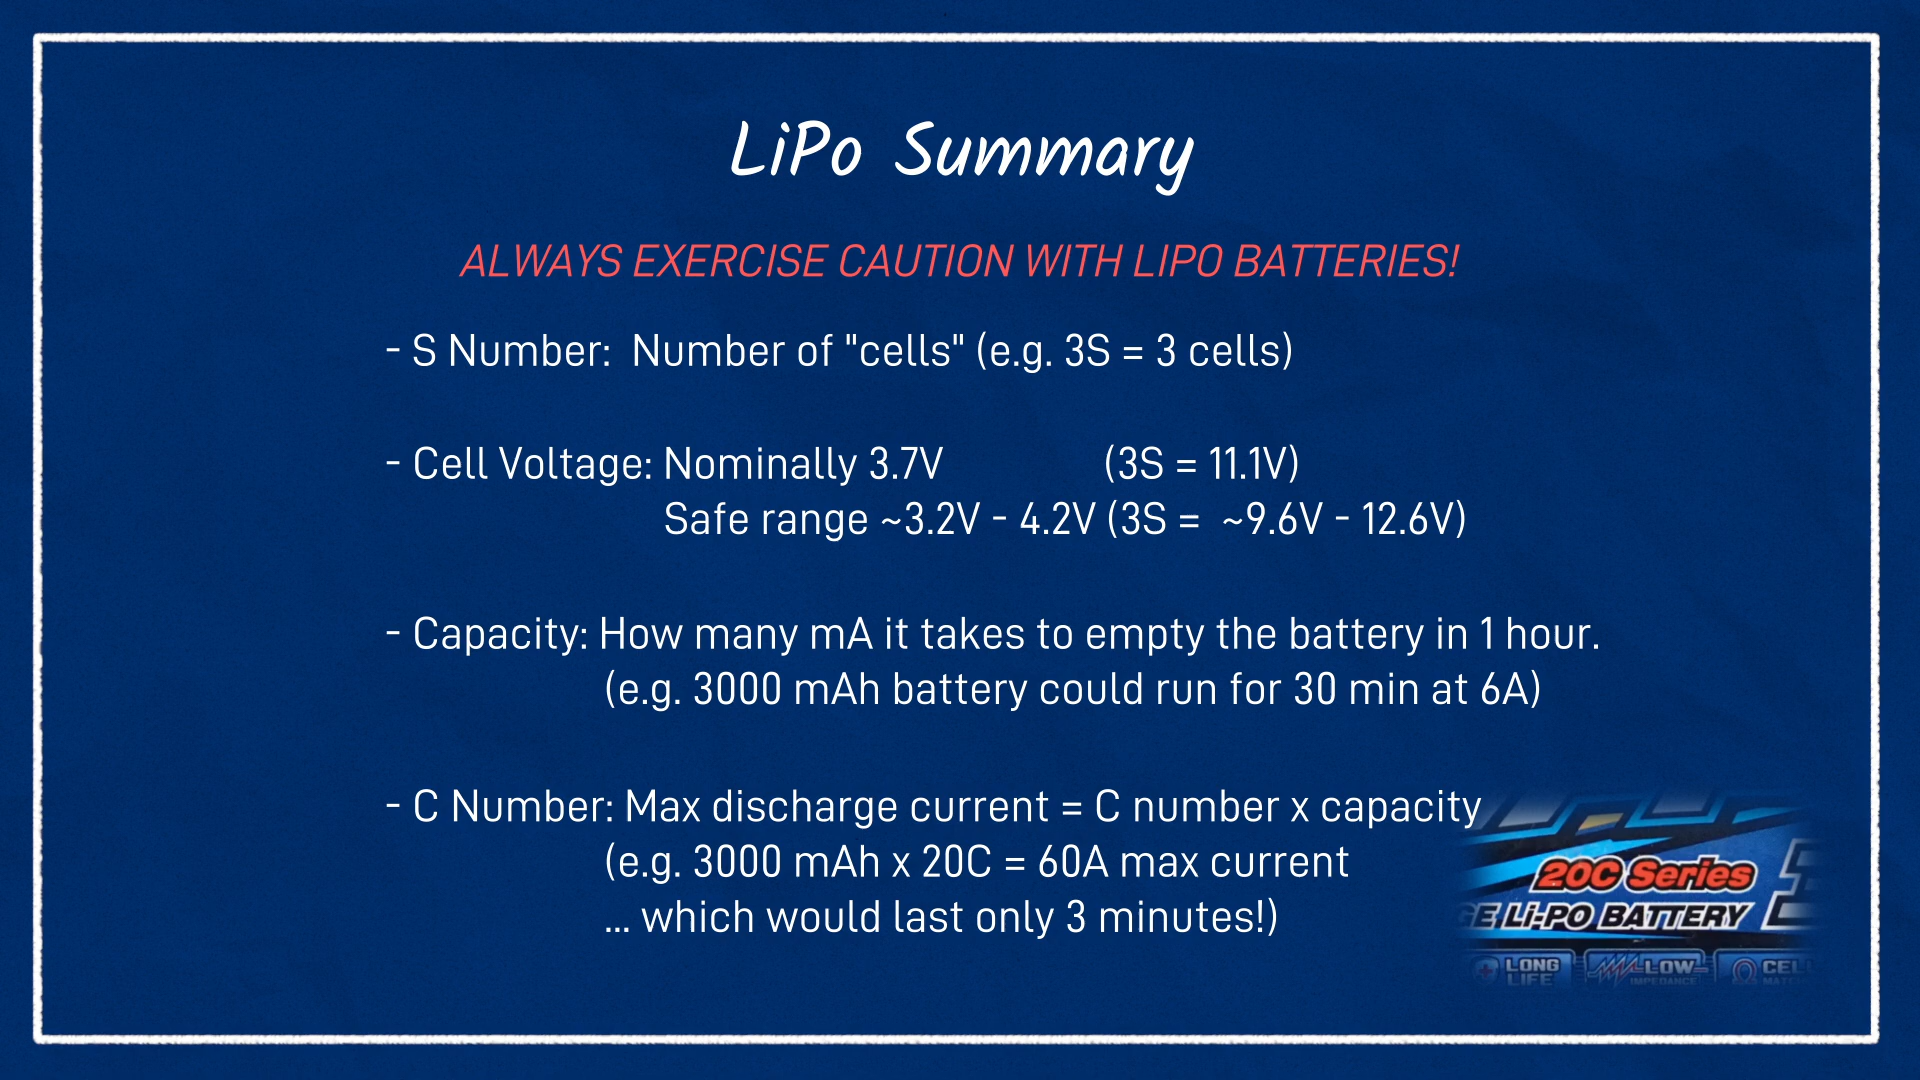 LiPo Summary
ALWAYS EXERCISE CAUTION WITH LIPO BATTERIES!
- S Number: Number of "cells" (e.g. 3S = 3 cells)
- Cell Voltage: Nominally 3.7V (3S = 11.1V)
Safe range ~3.2V - 4.2V (3S = ~9.6V - 12.6V)
- Capacity: How many mA it takes to empty the battery in 1 hour.
(e.g. 3000 mAh battery could run for 30 min at 6A)
- C Number: Max discharge current = C number x capacity
(e.g. 3000 mAh x 20C = 60A max current
... which would last only 3 minutes!)
20C Series
GE Li-PO BATTERY
LONG LIFE
LOW IMPEDANCE
CELL